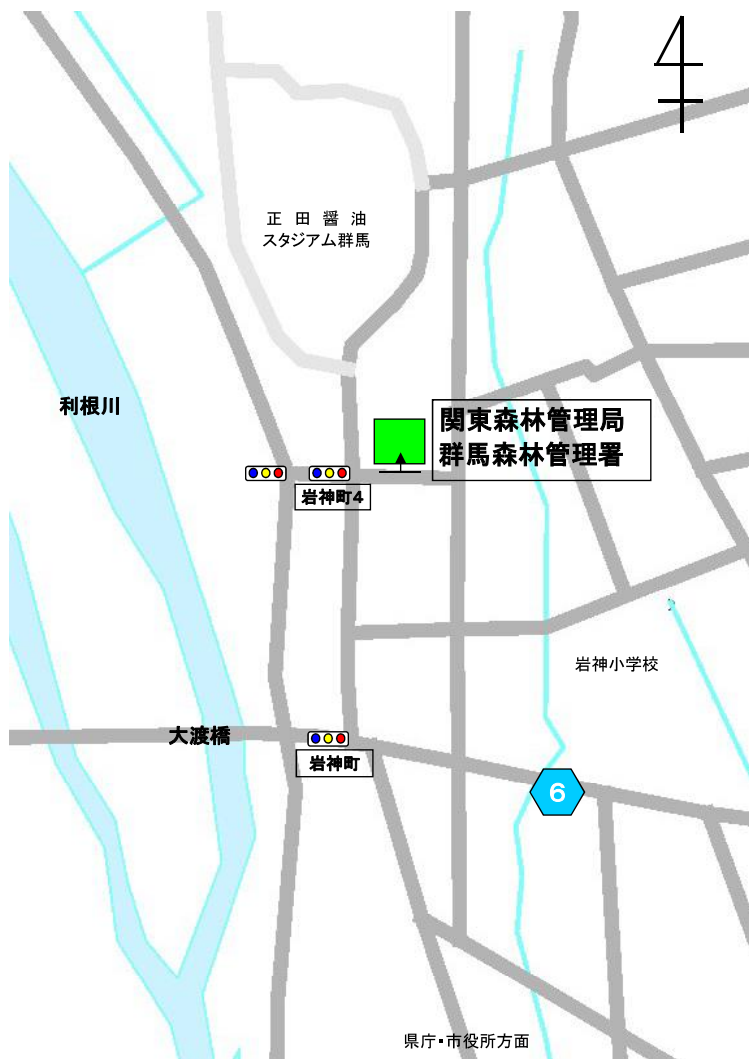 正田醤油
スタジアム群馬
利根川
関東森林管理局
群馬森林管理署
岩神町4
岩神小学校
大渡橋
岩神町
6
県庁・市役所方面